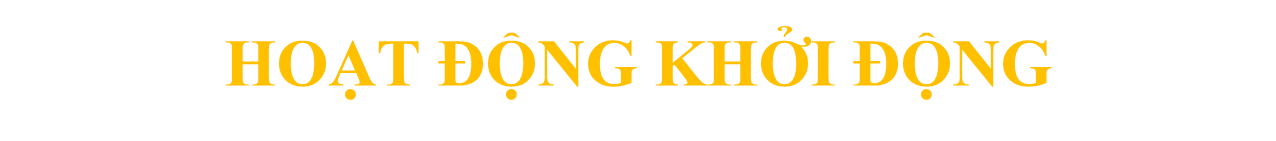 HOẠT ĐỘNG KHỞI ĐỘNG